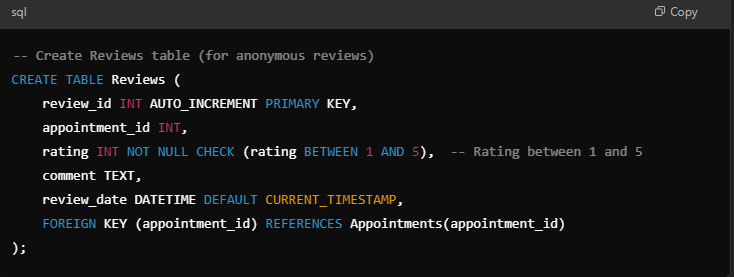 sql
Copy
-- Create Reviews table (for anonymous reviews)
CREATE TABLE Reviews (
    review_id INT AUTO_INCREMENT PRIMARY KEY,
    appointment_id INT,
    rating INT NOT NULL CHECK (rating BETWEEN 1 AND 5),  -- Rating between 1 and 5
    comment TEXT,
    review_date DATETIME DEFAULT CURRENT_TIMESTAMP,
    FOREIGN KEY (appointment_id) REFERENCES Appointments(appointment_id)
);